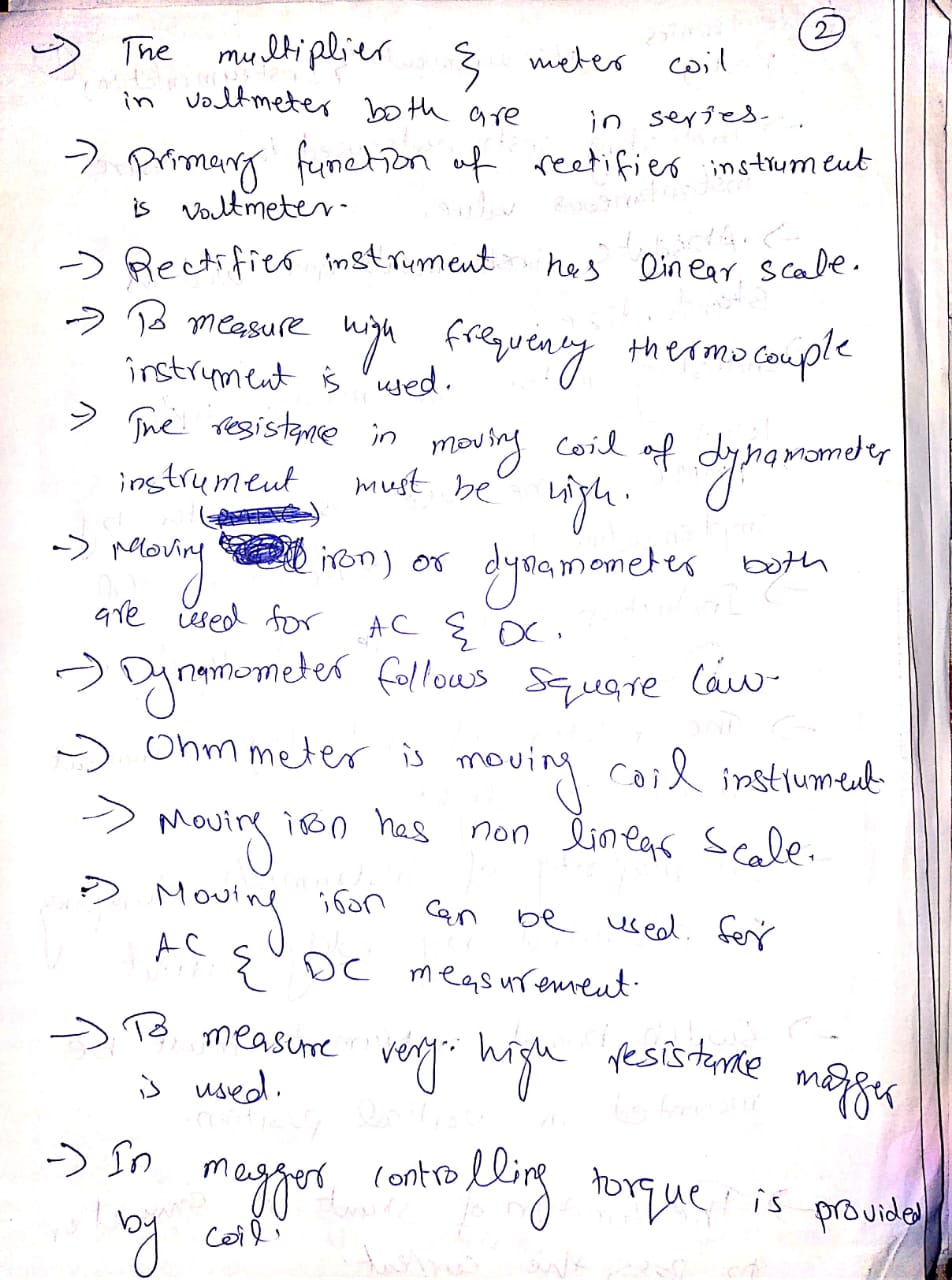 2
→ The multiplier & meter coil
in voltmeter both are in series.
→ Primary function of rectifier instrument
is voltmeter.
→ Rectifier instrument has linear scale.
→ To measure high frequency thermocouple
instrument is used.
→ The resistance in moving coil of dynamometer
instrument must be high.
→ Moving iron) or dynamometer both
are used for AC & DC.
→ Dynamometer follows square law
→ Ohm meter is moving coil instrument
→ Moving iron has non linear scale.
→ Moving iron can be used for
AC & DC measurement.
→ To measure very high resistance magger
is used.
→ In magger controlling torque is provided
by coil.